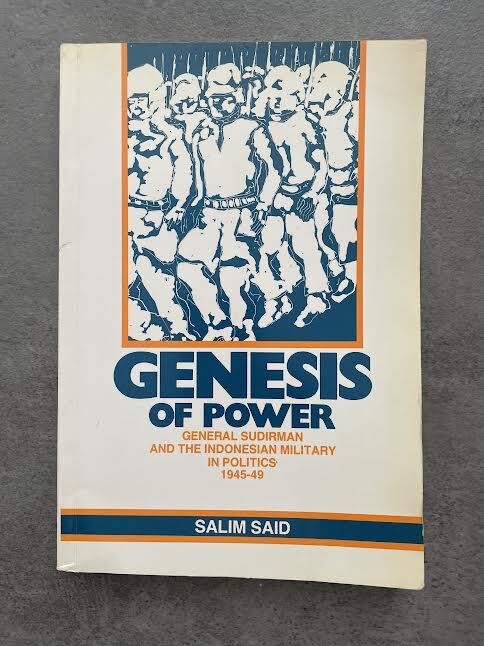 GENESIS
OF POWER
GENERAL SUDIRMAN
AND THE INDONESIAN MILITARY
IN POLITICS
1945-49
SALIM SAID